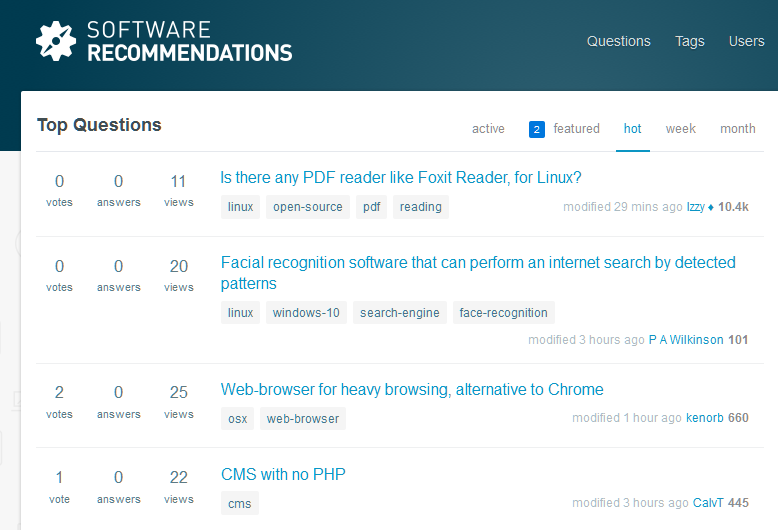 SOFTWARE
RECOMMENDATIONS
Questions Tags Users
Top Questions
active 2 featured hot week month
0 0 11 Is there any PDF reader like Foxit Reader, for Linux?
votes answers views
linux open-source pdf reading modified 29 mins ago Izzy ♦ 10.4k
0 0 20 Facial recognition software that can perform an internet search by detected
votes answers views patterns
linux windows-10 search-engine face-recognition
modified 3 hours ago P A Wilkinson 101
2 0 25 Web-browser for heavy browsing, alternative to Chrome
votes answers views
osx web-browser modified 1 hour ago kenorb 660
1 0 22 CMS with no PHP
vote answers views
cms modified 3 hours ago CalvT 445